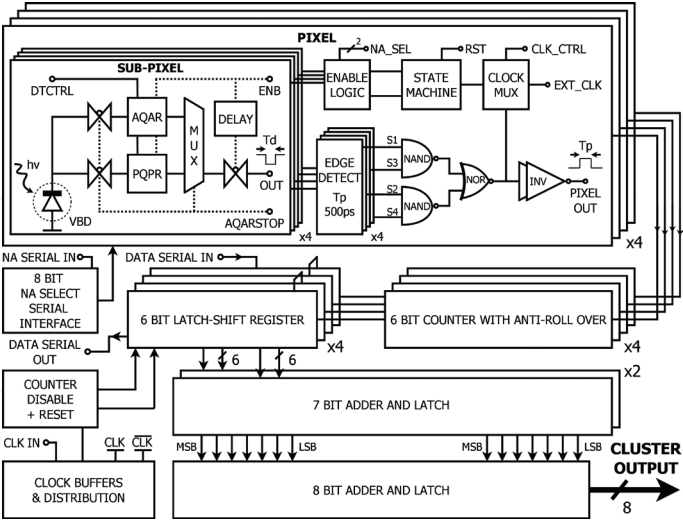 PIXEL
SUB-PIXEL
DTCTRL
ENB
AQAR
PQPR
MUX
DELAY
Td
OUT
hv
VBD
AQARSTOP
x4
2
NA_SEL
RST
CLK_CTRL
ENABLE
LOGIC
STATE
MACHINE
CLOCK
MUX
EXT_CLK
EDGE
DETECT
Tp
500ps
x4
S1
S3
S2
S4
NAND
NAND
NOR
INV
Tp
PIXEL
OUT
x4
NA SERIAL IN
8 BIT
NA SELECT
SERIAL
INTERFACE
DATA SERIAL IN
6 BIT LATCH-SHIFT REGISTER
x4
6 BIT COUNTER WITH ANTI-ROLL OVER
x4
DATA SERIAL
OUT
6
6
COUNTER
DISABLE
+ RESET
x2
7 BIT ADDER AND LATCH
CLK IN
CLK
CLK
MSB
LSB
MSB
LSB
CLOCK BUFFERS
& DISTRIBUTION
8 BIT ADDER AND LATCH
CLUSTER
OUTPUT
8